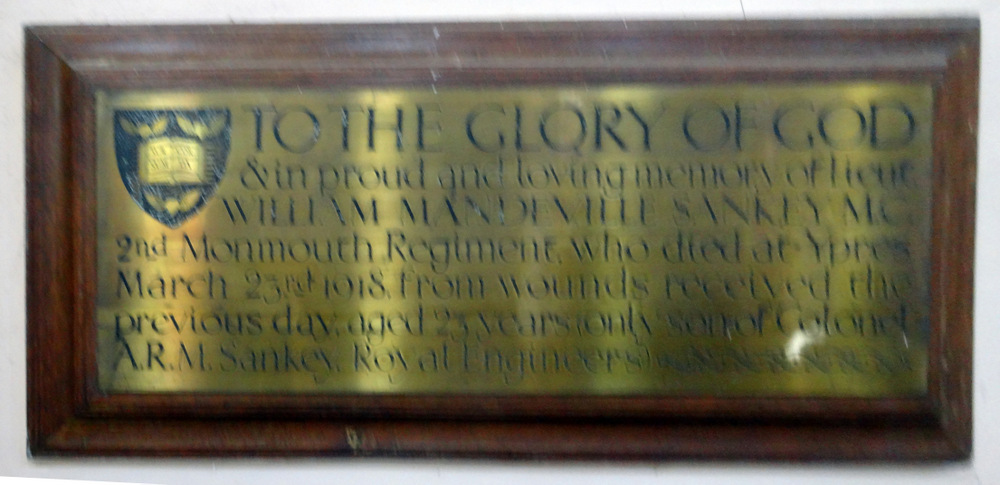 TO THE GLORY OF GOD
& in proud and loving memory of Lieut.
WILLIAM MANDEVILLE SANKEY M.C.
2nd Monmouth Regiment, who died at Ypres
March 23rd 1918, from wounds received the
previous day, aged 23 years (only son of Colonel
A.R.M. Sankey, Royal Engineers)